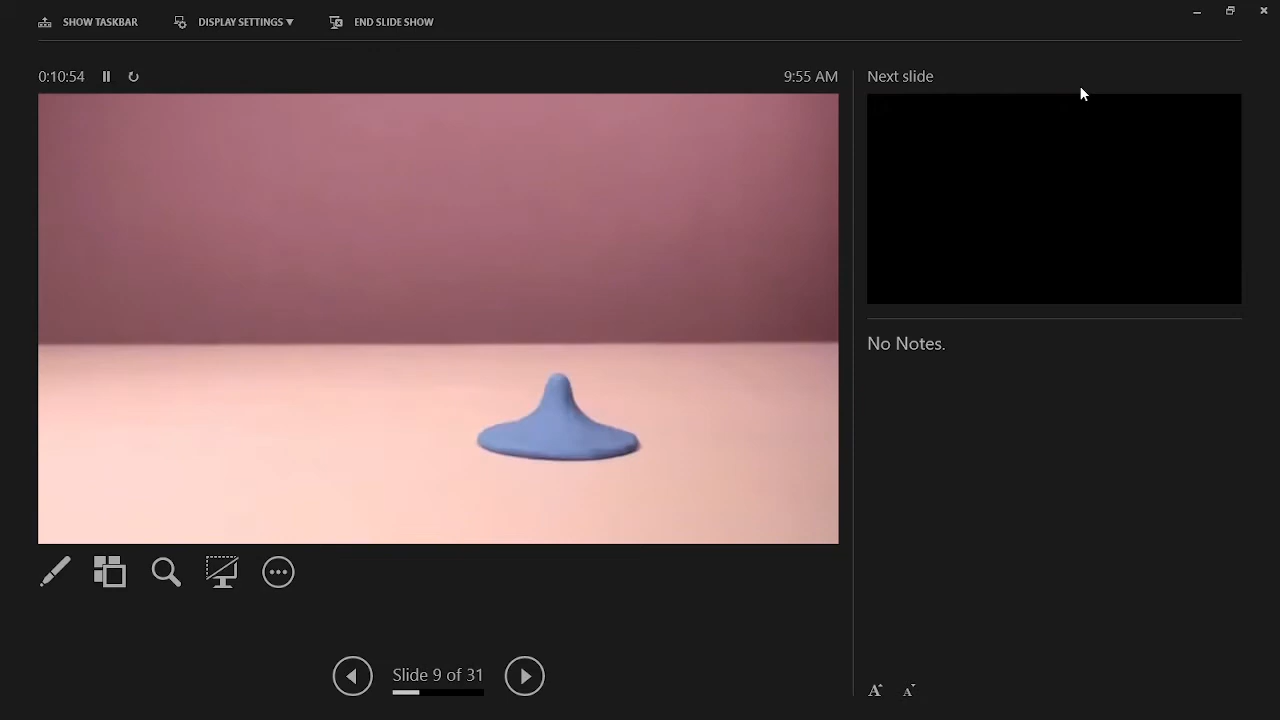 SHOW TASKBAR DISPLAY SETTINGS ▼ END SLIDE SHOW
0:10:54 9:55 AM Next slide
No Notes.
Slide 9 of 31
A A